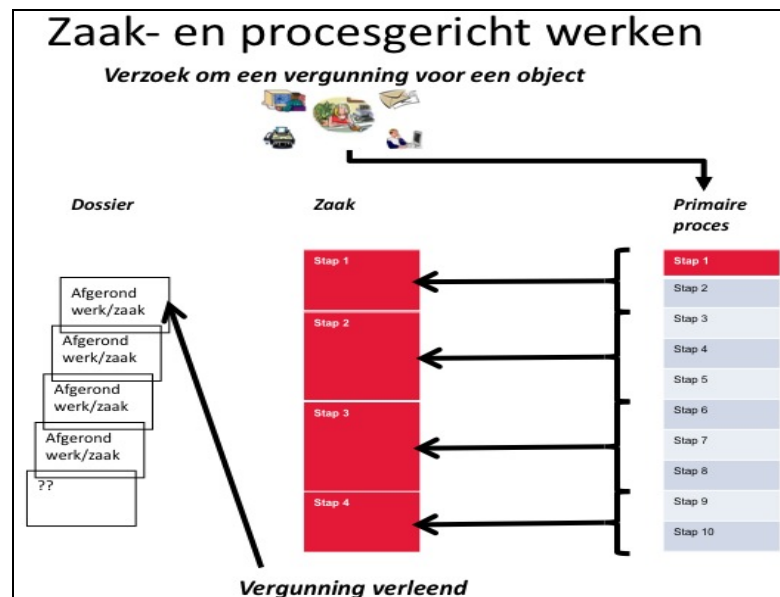 Zaak- en procesgericht werken
Verzoek om een vergunning voor een object
Dossier
Zaak
Primaire
proces
Afgerond
werk/zaak
Afgerond
werk/zaak
Afgerond
werk/zaak
Afgerond
werk/zaak
??
Stap 1
Stap 2
Stap 3
Stap 4
Stap 1
Stap 2
Stap 3
Stap 4
Stap 5
Stap 6
Stap 7
Stap 8
Stap 9
Stap 10
Vergunning verleend